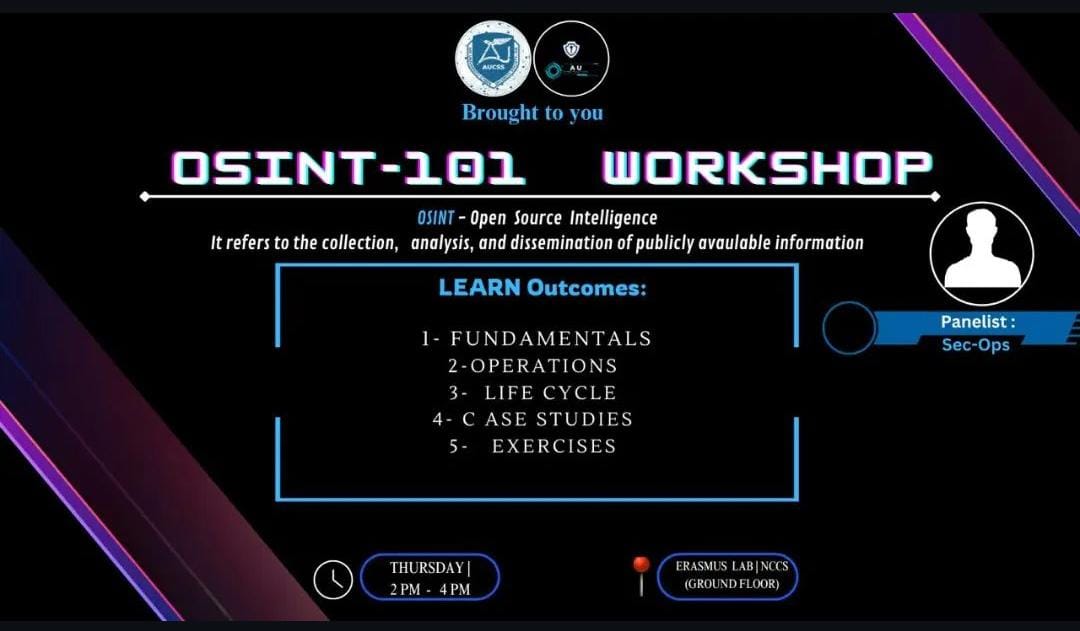 AUCSS
AU
Brought to you
OSINT-101 WORKSHOP
OSINT - Open Source Intelligence
It refers to the collection, analysis, and dissemination of publicly avaulable information
LEARN Outcomes:
1- FUNDAMENTALS
2-OPERATIONS
3- LIFE CYCLE
4- C ASE STUDIES
5- EXERCISES
Panelist :
Sec-Ops
THURSDAY |
2 PM - 4 PM
ERASMUS LAB | NCCS
(GROUND FLOOR)